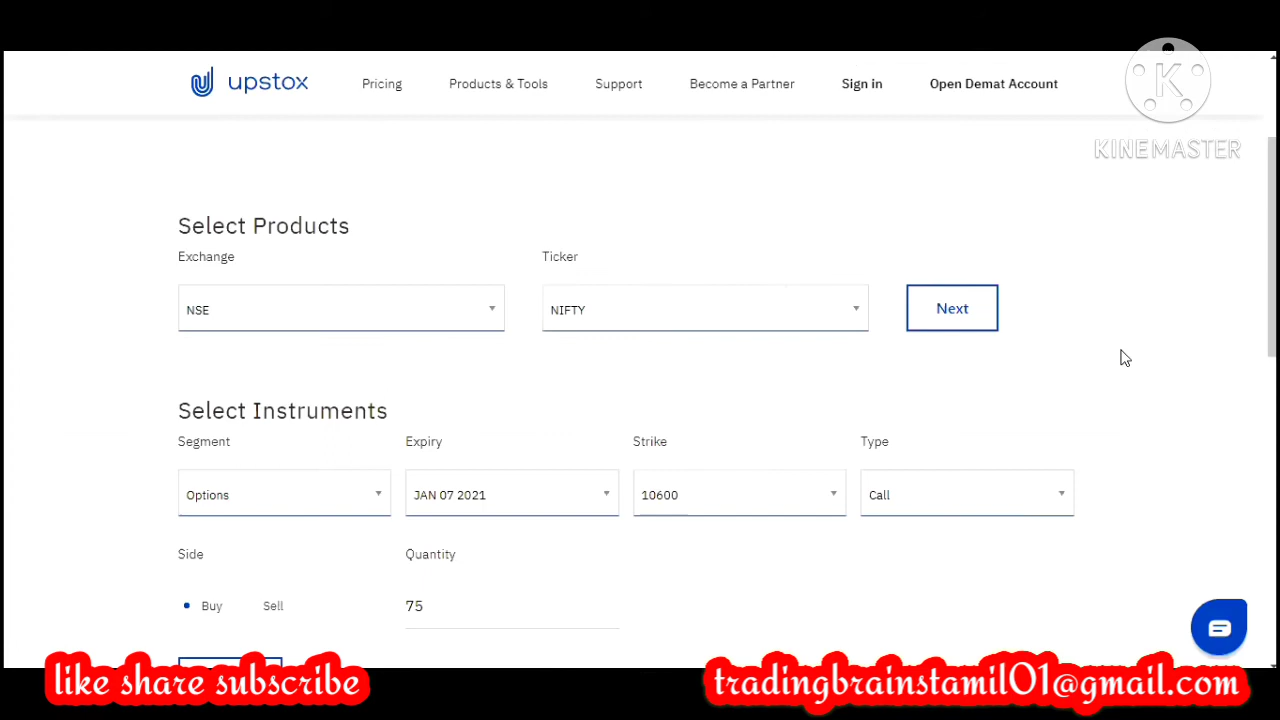 upstox Pricing Products & Tools Support Become a Partner Sign in Open Demat Account
K
KINEMASTER
Select Products
Exchange Ticker
NSE NIFTY Next
Select Instruments
Segment Expiry Strike Type
Options JAN 07 2021 10600 Call
Side Quantity
Buy Sell 75
like share subscribe tradingbrainstamil01@gmail.com